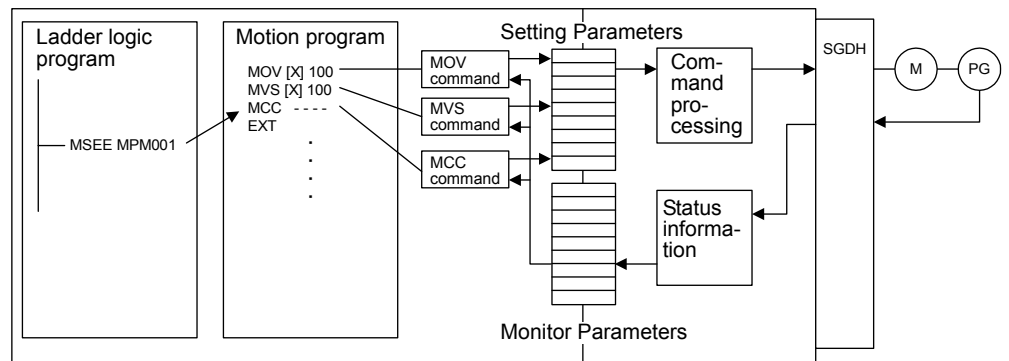 Ladder logic
program
MSEE MPM001
Motion program
MOV [X] 100
MVS [X] 100
MCC - - - -
EXT
MOV
command
MVS
command
MCC
command
Setting Parameters
Com-
mand
pro-
cessing
Status
informa-
tion
Monitor Parameters
SGDH
M
PG